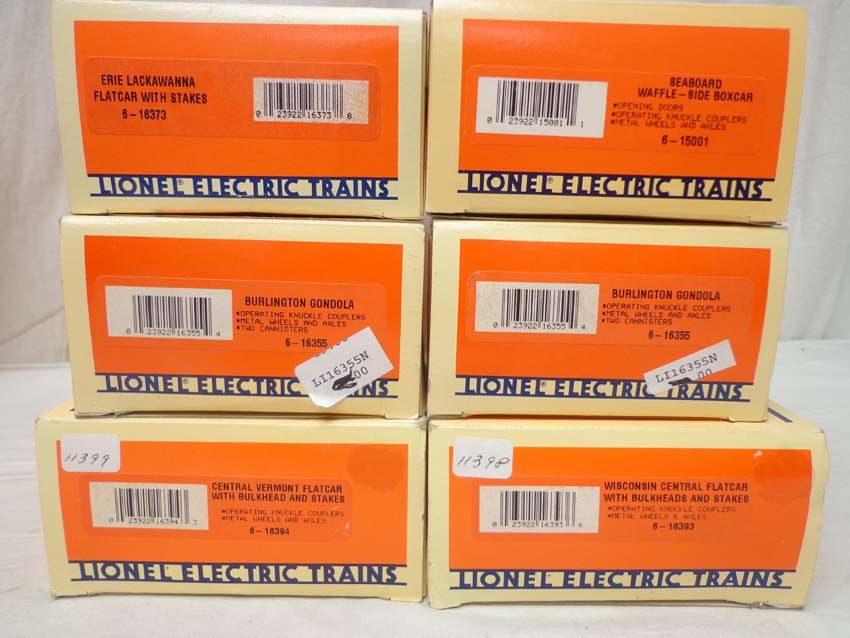 ERIE LACKAWANNA
FLATCAR WITH STAKES
6-16373
0 23922 16373 8
LIONEL® ELECTRIC TRAINS
SEABOARD
WAFFLE-SIDE BOXCAR
*OPENING DOORS
*OPERATING KNUCKLE COUPLERS
*METAL WHEELS AND AXLES
6-15001
0 23922 15001 1
LIONEL® ELECTRIC TRAINS
BURLINGTON GONDOLA
*OPERATING KNUCKLE COUPLERS
*METAL WHEELS AND AXLES
*TWO CANNISTERS
6-16355
0 23922 16355 4
LI16355N
LIONEL® ELECTRIC TRAINS
BURLINGTON GONDOLA
*OPERATING KNUCKLE COUPLERS
*METAL WHEELS AND AXLES
*TWO CANNISTERS
6-16355
0 23922 16355 4
LI16355N
LIONEL® ELECTRIC TRAINS
11399
CENTRAL VERMONT FLATCAR
WITH BULKHEAD AND STAKES
*OPERATING KNUCKLE COUPLERS
*METAL WHEELS AND AXLES
6-16394
0 23922 16394 3
LIONEL® ELECTRIC TRAINS
11398
WISCONSIN CENTRAL FLATCAR
WITH BULKHEADS AND STAKES
*OPERATING KNUCKLE COUPLERS
*METAL WHEELS & AXLES
6-16393
0 23922 16393 6
LIONEL® ELECTRIC TRAINS